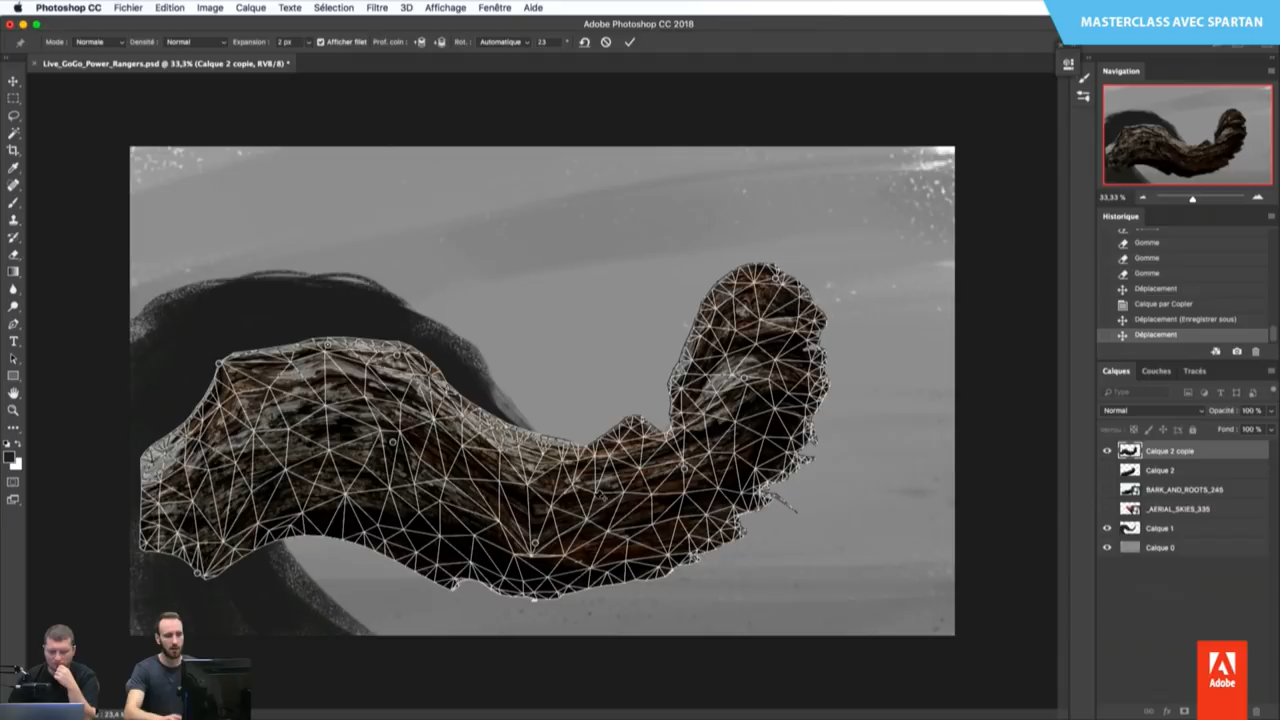 Photoshop CC Fichier Edition Image Calque Texte Sélection Filtre 3D Affichage Fenêtre Aide
MASTERCLASS AVEC SPARTAN
Adobe Photoshop CC 2018
Mode : Normale Densité : Normal Expansion : 2 px Afficher filet Prof. coin : Rot. : Automatique 23 °
× Live_GoGo_Power_Rangers.psd @ 33,3% (Calque 2 copie, RVB/8) *
Navigation
33,33 %
Historique
Gomme
Gomme
Gomme
Déplacement
Calque par Copier
Déplacement (Enregistrer sous)
Déplacement
Calques Couches Tracés
Type
Normal Opacité : 100 %
Fond : 100 %
Calque 2 copie
Calque 2
BARK_AND_ROOTS_245
_AERIAL_SKIES_335
Calque 1
Calque 0
Adobe